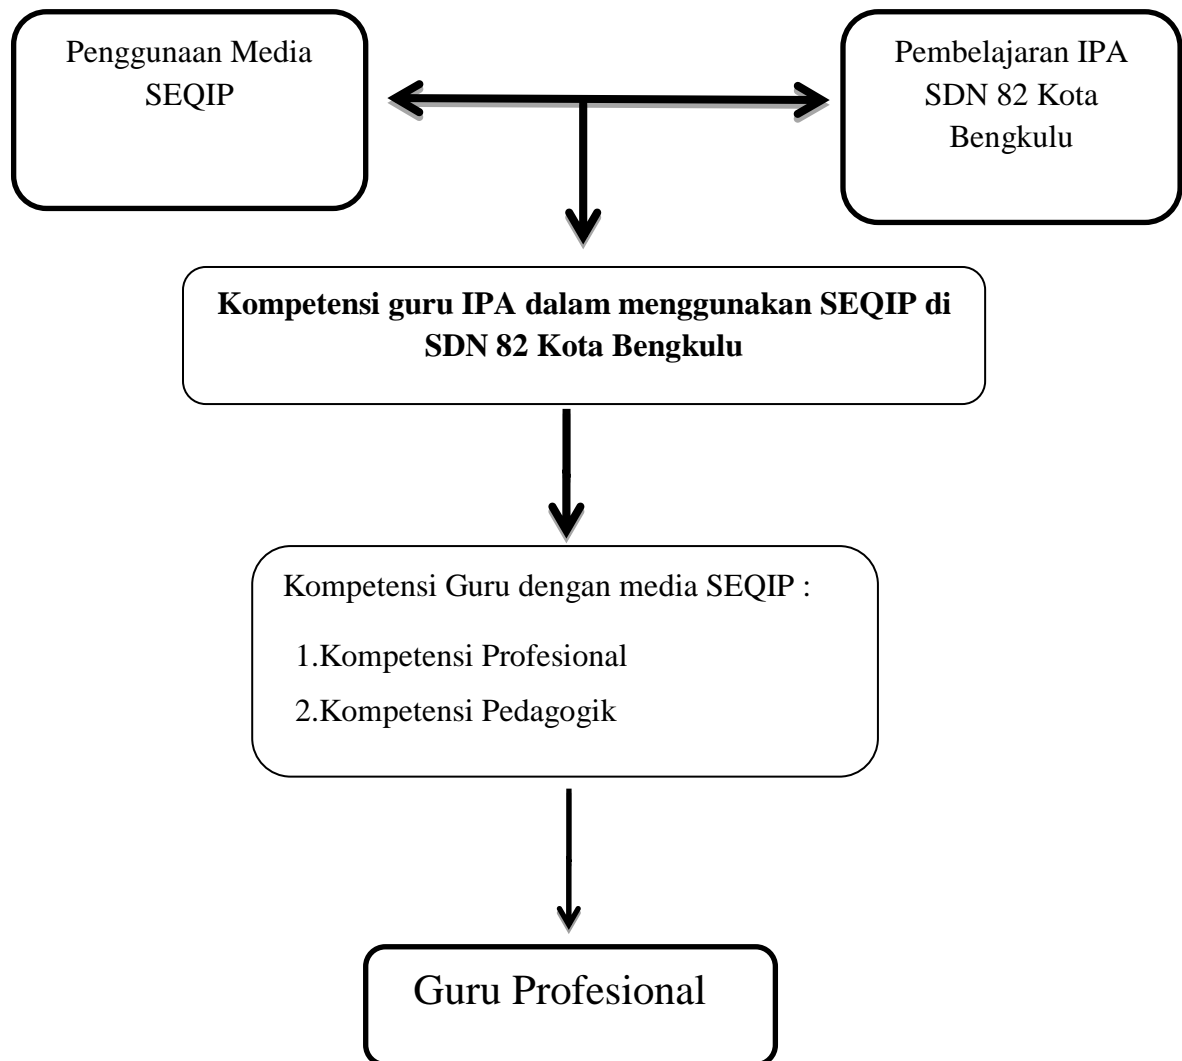 Penggunaan Media
SEQIP
Pembelajaran IPA
SDN 82 Kota
Bengkulu
Kompetensi guru IPA dalam menggunakan SEQIP di
SDN 82 Kota Bengkulu
Kompetensi Guru dengan media SEQIP :
1.Kompetensi Profesional
2.Kompetensi Pedagogik
Guru Profesional